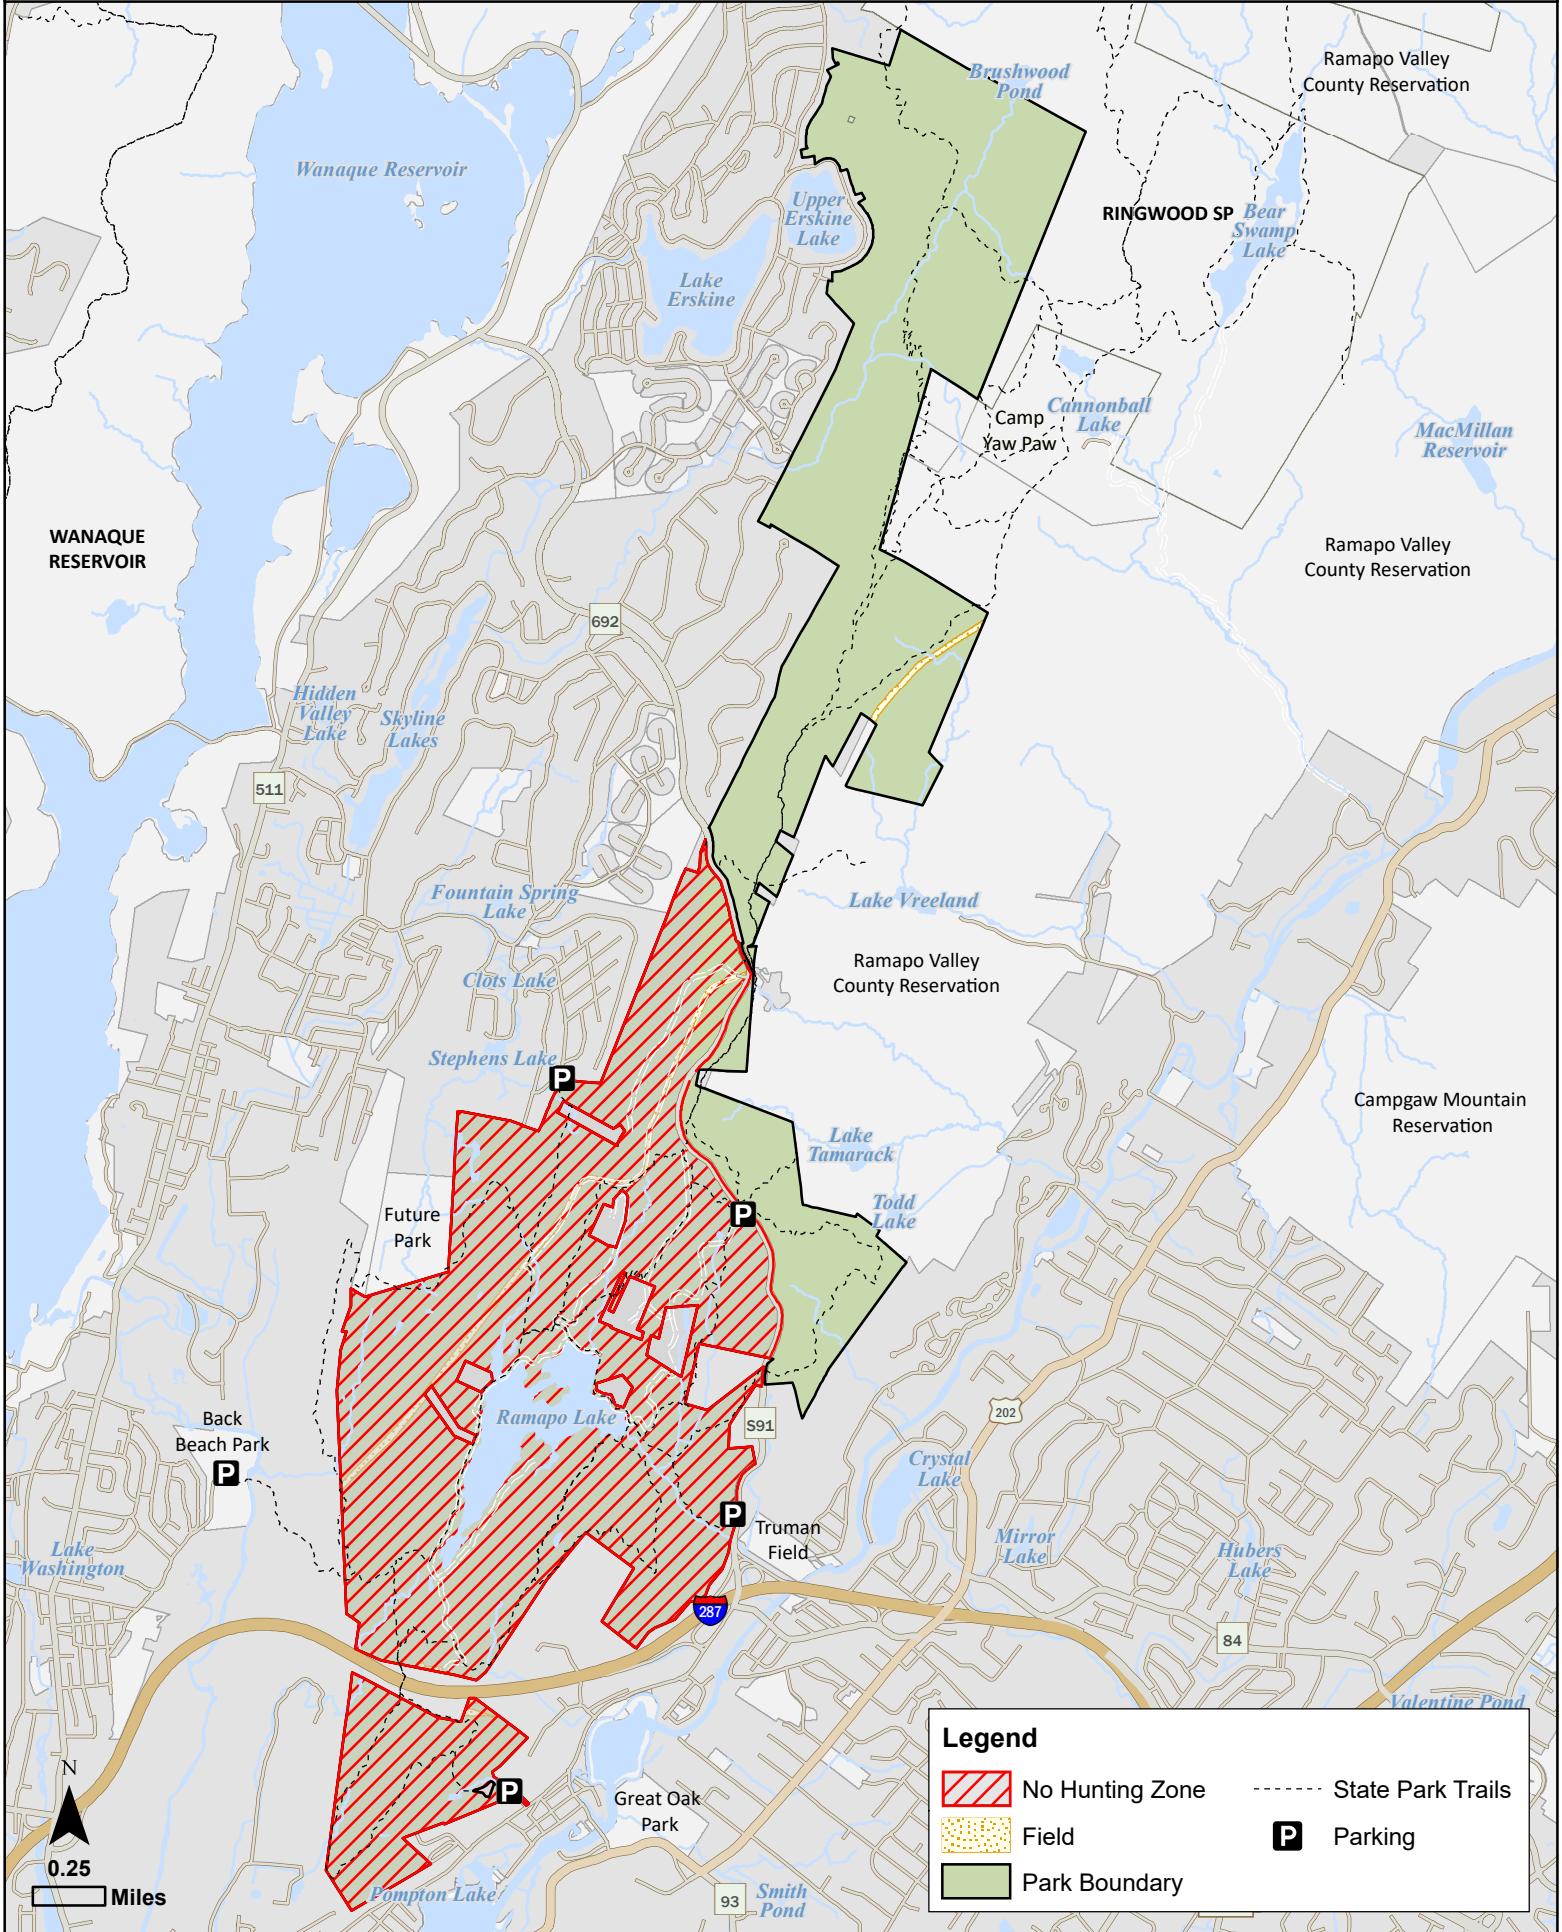 Ramapo Valley
County Reservation
Brushwood
Pond
Wanaque Reservoir
Upper
Erskine
Lake
RINGWOOD SP
Bear
Swamp
Lake
Lake
Erskine
Camp
Yaw Paw
Cannonball
Lake
MacMillan
Reservoir
WANAQUE
RESERVOIR
Ramapo Valley
County Reservation
692
Hidden
Valley
Lake
Skyline
Lakes
511
Fountain Spring
Lake
Lake Vreeland
Clots Lake
Ramapo Valley
County Reservation
Stephens Lake
P
Campgaw Mountain
Reservation
Lake
Tamarack
Todd
Lake
Future
Park
P
Ramapo Lake
S91
202
Back
Beach Park
P
Crystal
Lake
P
Truman
Field
Mirror
Lake
Hubers
Lake
Lake
Washington
287
84
Valentine Pond
N
0.25
Miles
P
Great Oak
Park
Pompton Lake
93
Smith
Pond
Legend
No Hunting Zone
State Park Trails
Field
P
Parking
Park Boundary